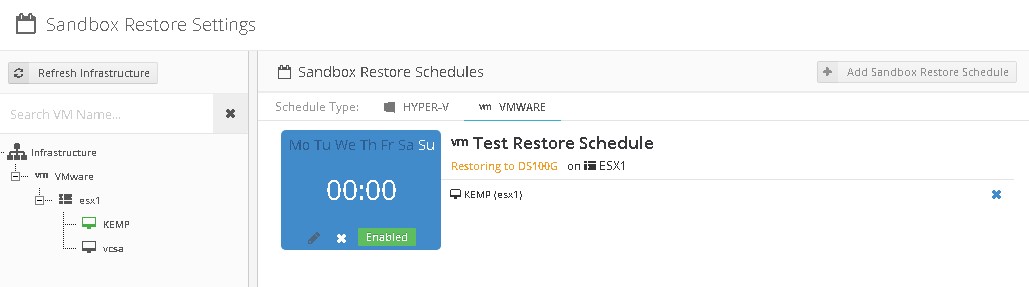 Sandbox Restore Settings
Refresh Infrastructure
Search VM Name...
Infrastructure
vm VMware
esx1
KEMP
vcsa
Sandbox Restore Schedules
Add Sandbox Restore Schedule
Schedule Type: HYPER-V vm VMWARE
Mo Tu We Th Fr Sa Su
00:00
Enabled
vm Test Restore Schedule
Restoring to DS100G on ESX1
KEMP (esx1)